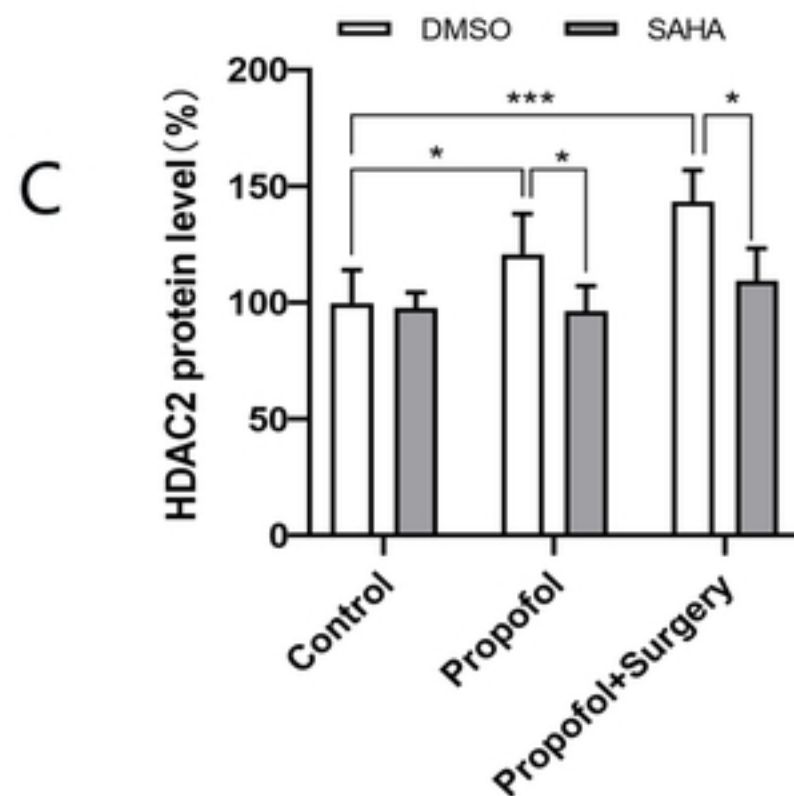 DMSO SAHA
C
HDAC2 protein level(%)
200
150
100
50
0
***
*
*
*
Control
Propofol
Propofol+Surgery